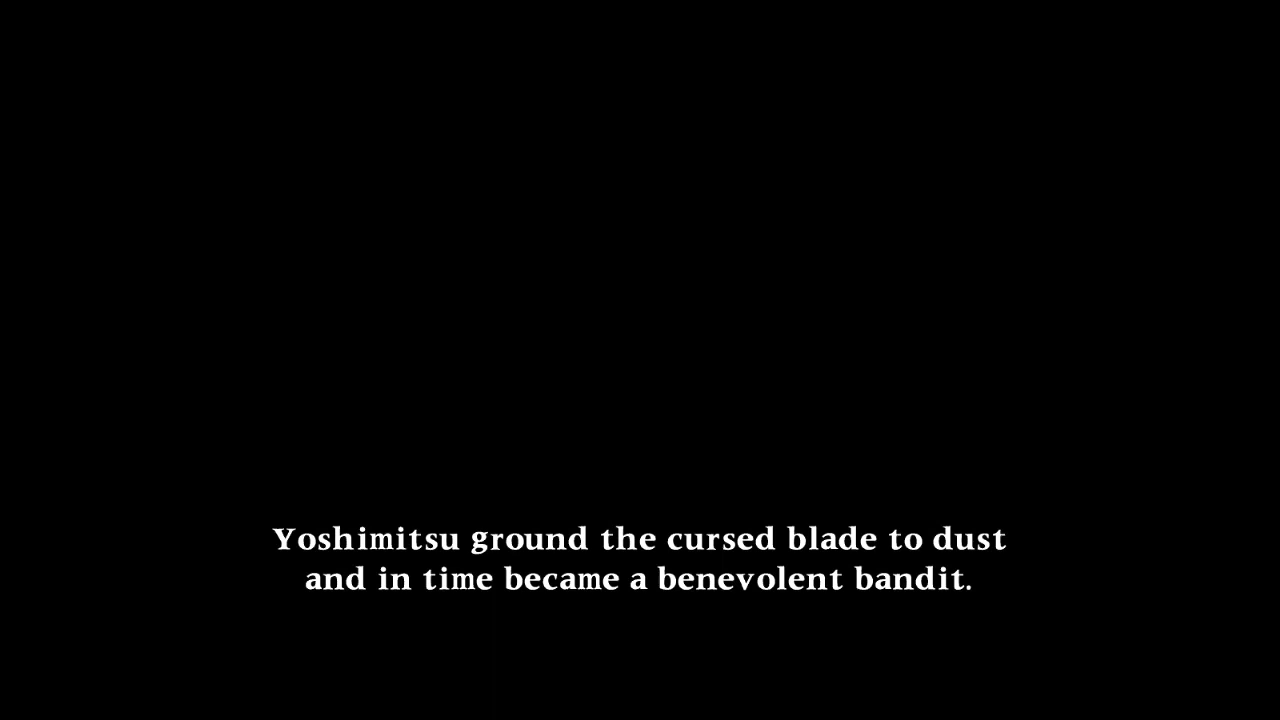 Yoshimitsu ground the cursed blade to dust
and in time became a benevolent bandit.